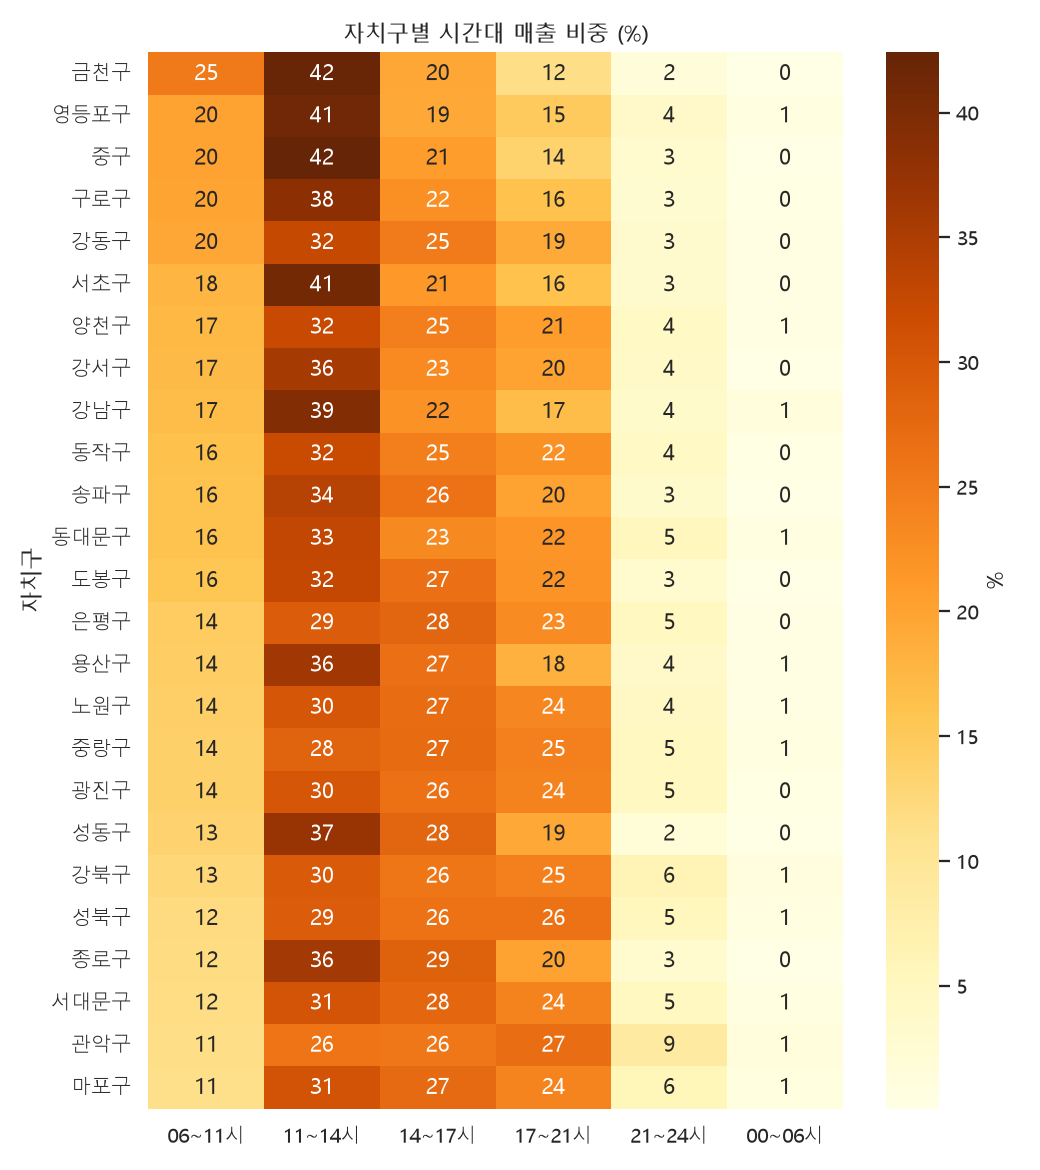 자치구별 시간대 매출 비중 (%)
금천구 25 42 20 12 2 0
영등포구 20 41 19 15 4 1
중구 20 42 21 14 3 0
구로구 20 38 22 16 3 0
강동구 20 32 25 19 3 0
서초구 18 41 21 16 3 0
양천구 17 32 25 21 4 1
강서구 17 36 23 20 4 0
강남구 17 39 22 17 4 1
동작구 16 32 25 22 4 0
송파구 16 34 26 20 3 0
동대문구 16 33 23 22 5 1
도봉구 16 32 27 22 3 0
은평구 14 29 28 23 5 0
용산구 14 36 27 18 4 1
노원구 14 30 27 24 4 1
중랑구 14 28 27 25 5 1
광진구 14 30 26 24 5 0
성동구 13 37 28 19 2 0
강북구 13 30 26 25 6 1
성북구 12 29 26 26 5 1
종로구 12 36 29 20 3 0
서대문구 12 31 28 24 5 1
관악구 11 26 26 27 9 1
마포구 11 31 27 24 6 1
06~11시 11~14시 14~17시 17~21시 21~24시 00~06시
자치구
40
35
30
25
20
15
10
5
%